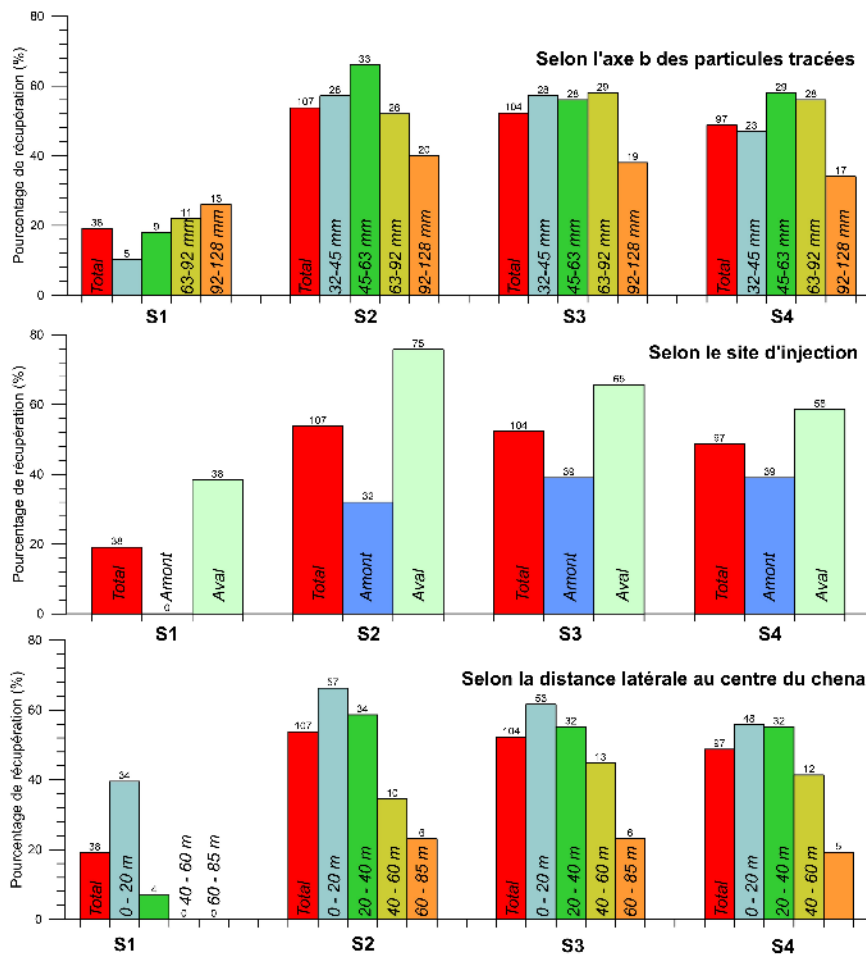 Selon l'axe b des particules tracées
Pourcentage de récupération (%)
80
60
40
20
0
38
5
9
11
13
Total
63-92 mm
92-128 mm
S1
107
28
33
26
20
Total
32-45 mm
45-63 mm
63-92 mm
92-128 mm
S2
104
28
28
29
19
Total
32-45 mm
45-63 mm
63-92 mm
92-128 mm
S3
97
23
29
28
17
Total
32-45 mm
45-63 mm
63-92 mm
92-128 mm
S4
Selon le site d'injection
Pourcentage de récupération (%)
80
60
40
20
0
38
0
38
Total
Amont
Aval
S1
107
32
75
Total
Amont
Aval
S2
104
39
65
Total
Amont
Aval
S3
97
39
58
Total
Amont
Aval
S4
Selon la distance latérale au centre du chena
Pourcentage de récupération (%)
80
60
40
20
0
38
34
4
0
0
Total
0 - 20 m
40 - 60 m
60 - 85 m
S1
107
57
34
10
6
Total
0 - 20 m
20 - 40 m
40 - 60 m
60 - 85 m
S2
104
53
32
13
6
Total
0 - 20 m
20 - 40 m
40 - 60 m
60 - 85 m
S3
97
48
32
12
5
Total
0 - 20 m
20 - 40 m
40 - 60 m
S4